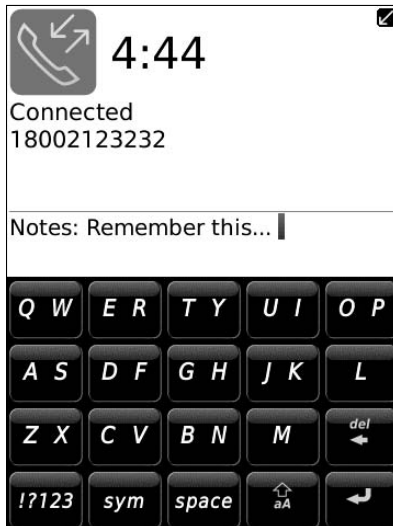 4:44
Connected
18002123232
Notes: Remember this...
Q W E R T Y U I O P
A S D F G H J K L
Z X C V B N M del
!?123 sym space aA